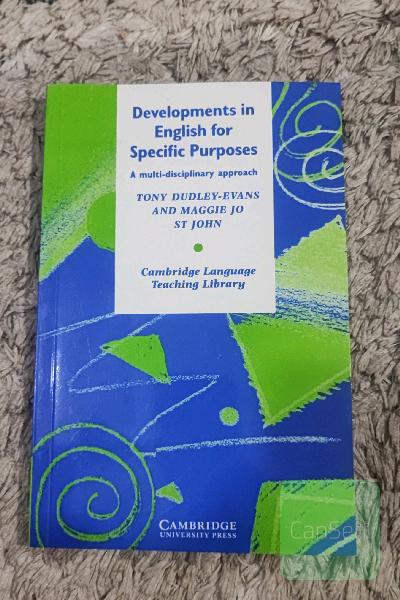 Developments in
English for
Specific Purposes
A multi-disciplinary approach
TONY DUDLEY-EVANS
AND MAGGIE JO
ST JOHN
Cambridge Language
Teaching Library
CAMBRIDGE
UNIVERSITY PRESS